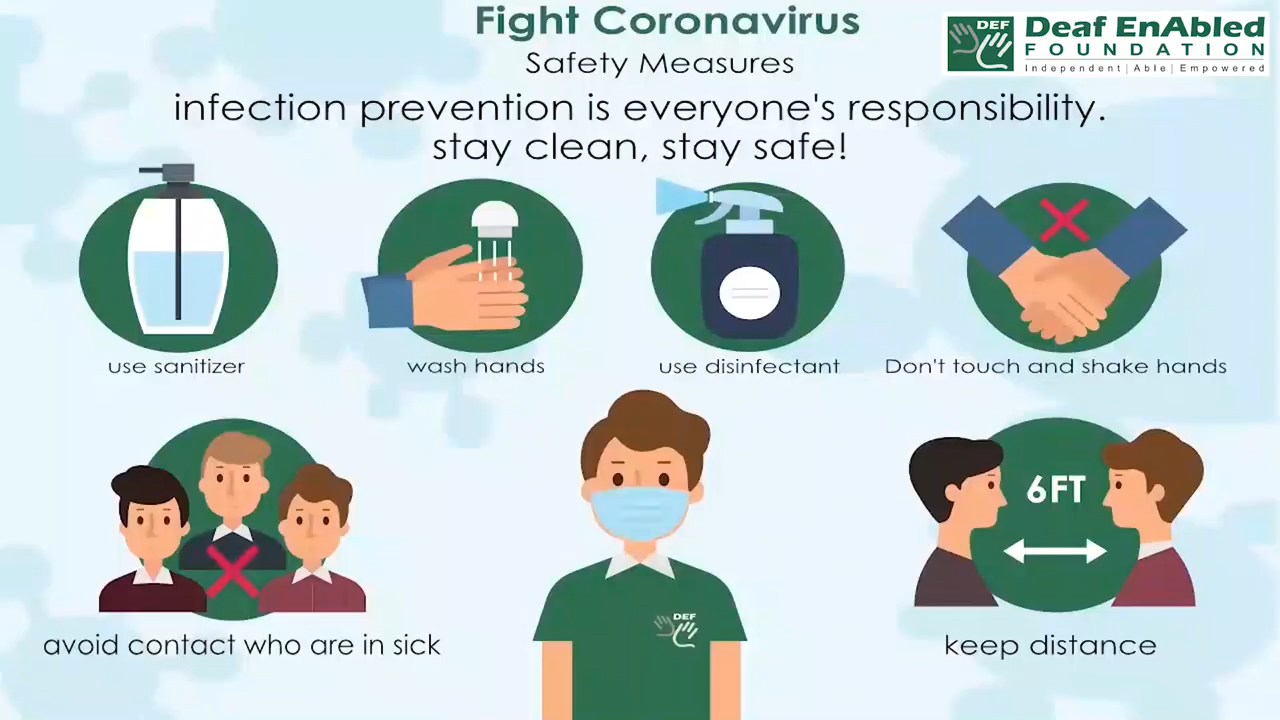 Fight Coronavirus
Safety Measures
DEF
Deaf EnAbled
FOUNDATION
Independent | Able | Empowered
infection prevention is everyone's responsibility.
stay clean, stay safe!
use sanitizer
wash hands
use disinfectant
Don't touch and shake hands
6FT
DEF
avoid contact who are in sick
keep distance